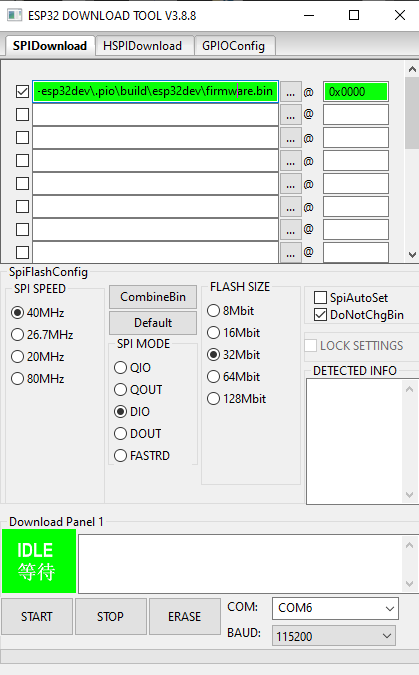 ESP32 DOWNLOAD TOOL V3.8.8
SPIDownload HSPIDownload GPIOConfig
-esp32dev\.pio\build\esp32dev\firmware.bin ... @ 0x0000
... @
... @
... @
... @
... @
... @
... @
SpiFlashConfig
SPI SPEED
40MHz
26.7MHz
20MHz
80MHz
CombineBin
Default
SPI MODE
QIO
QOUT
DIO
DOUT
FASTRD
FLASH SIZE
8Mbit
16Mbit
32Mbit
64Mbit
128Mbit
SpiAutoSet
DoNotChgBin
LOCK SETTINGS
DETECTED INFO
Download Panel 1
IDLE
等待
START STOP ERASE
COM: COM6
BAUD: 115200